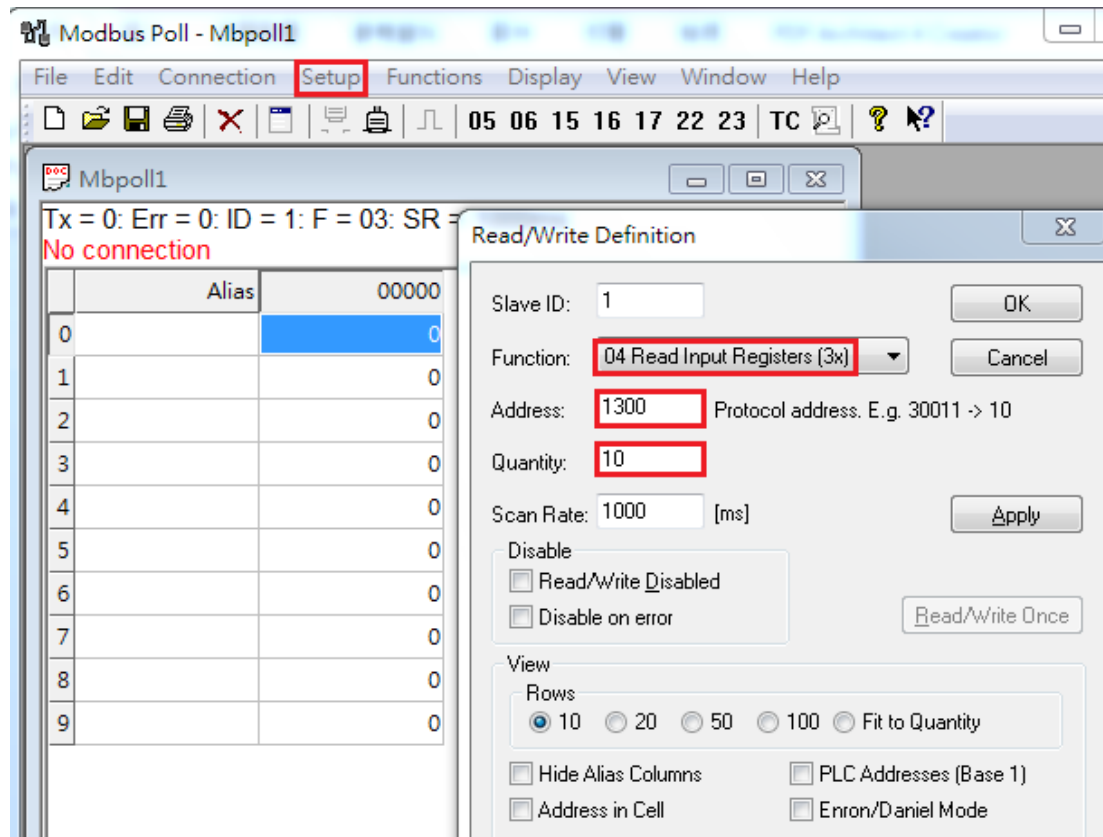 Modbus Poll - Mbpoll1
File Edit Connection Setup Functions Display View Window Help
05 06 15 16 17 22 23 TC
Mbpoll1
Tx = 0: Err = 0: ID = 1: F = 03: SR =
No connection
Alias 00000
0 0
1 0
2 0
3 0
4 0
5 0
6 0
7 0
8 0
9 0
Read/Write Definition
Slave ID: 1 OK
Function: 04 Read Input Registers (3x) Cancel
Address: 1300 Protocol address. E.g. 30011 -> 10
Quantity: 10
Scan Rate: 1000 [ms] Apply
Disable
Read/Write Disabled
Disable on error
Read/Write Once
View
Rows
10 20 50 100 Fit to Quantity
Hide Alias Columns PLC Addresses (Base 1)
Address in Cell Enron/Daniel Mode